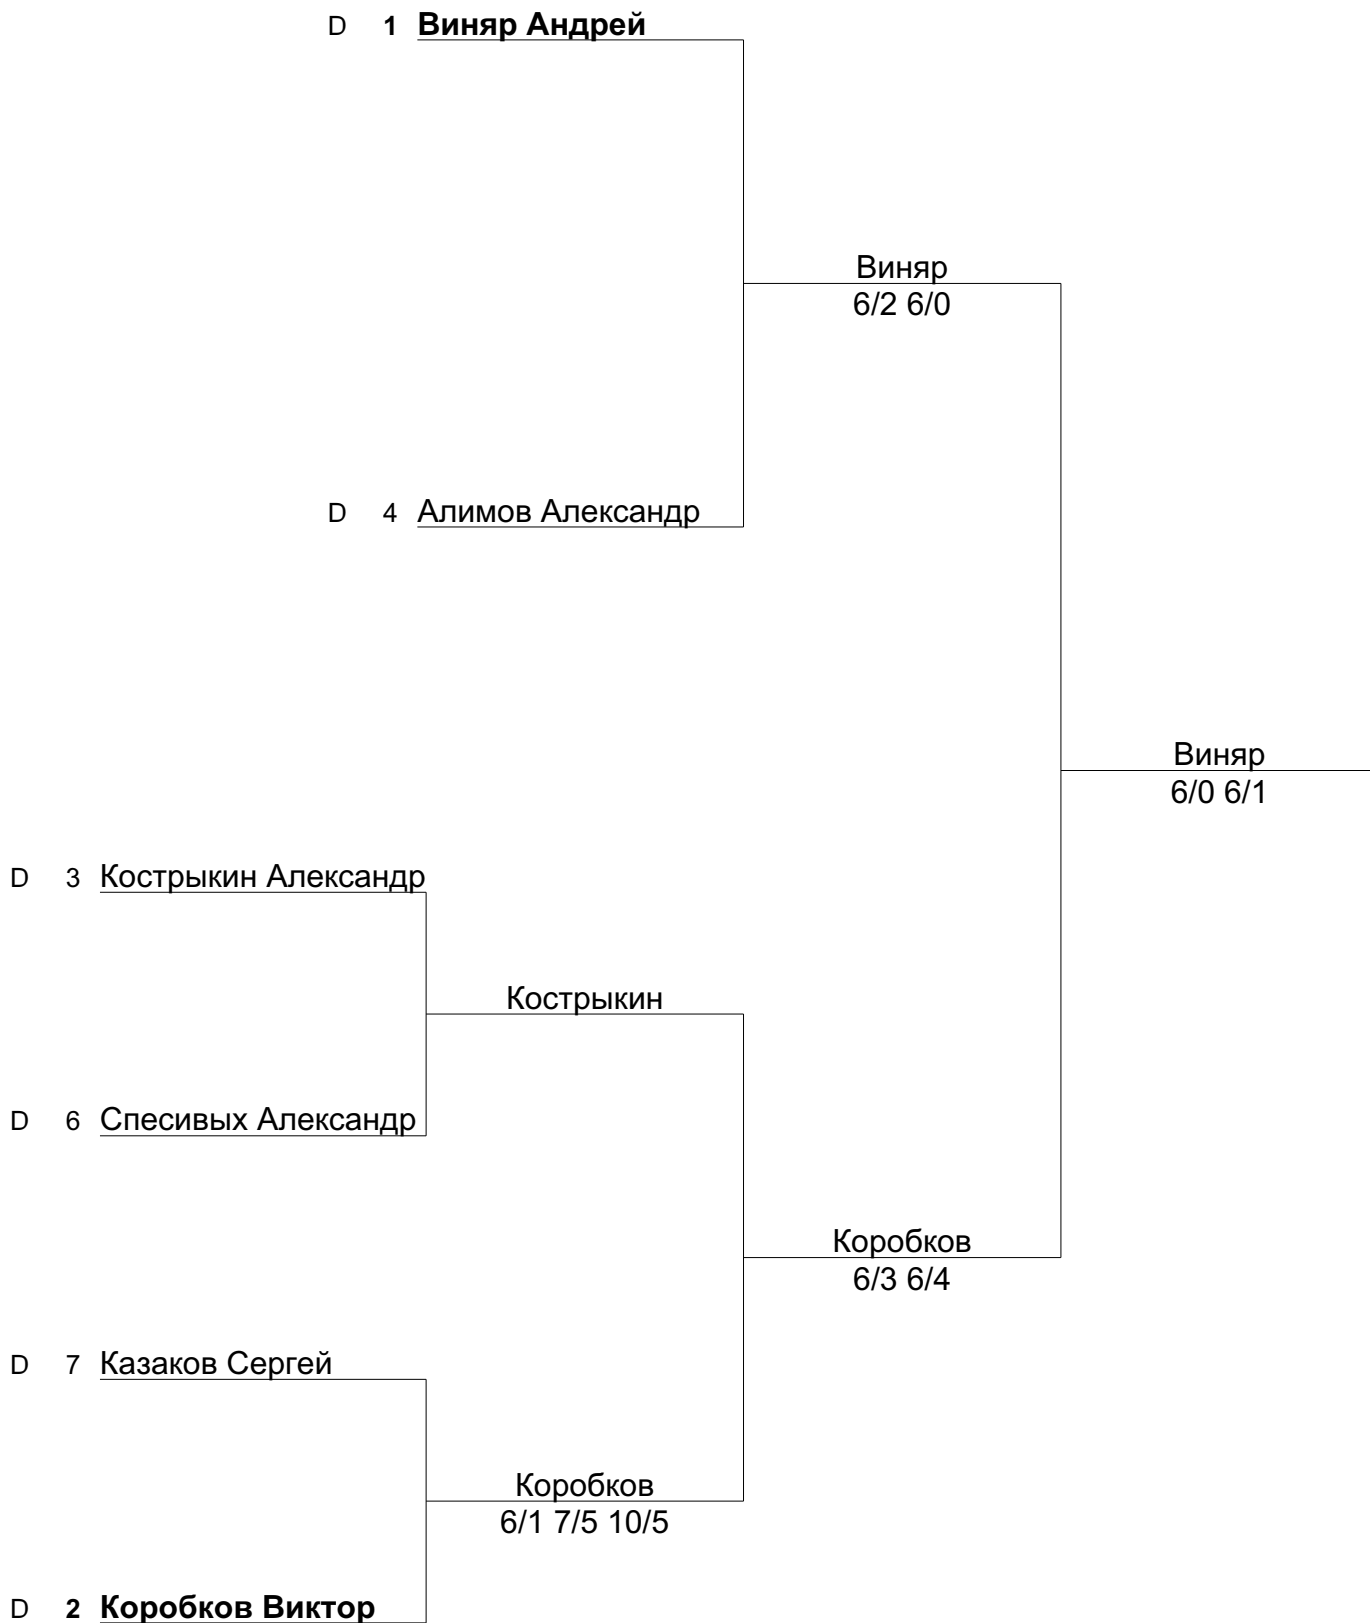 D 1 Виняр Андрей
Виняр
6/2 6/0
D 4 Алимов Александр
Виняр
6/0 6/1
D 3 Кострыкин Александр
Кострыкин
D 6 Спесивых Александр
Коробков
6/3 6/4
D 7 Казаков Сергей
Коробков
6/1 7/5 10/5
D 2 Коробков Виктор